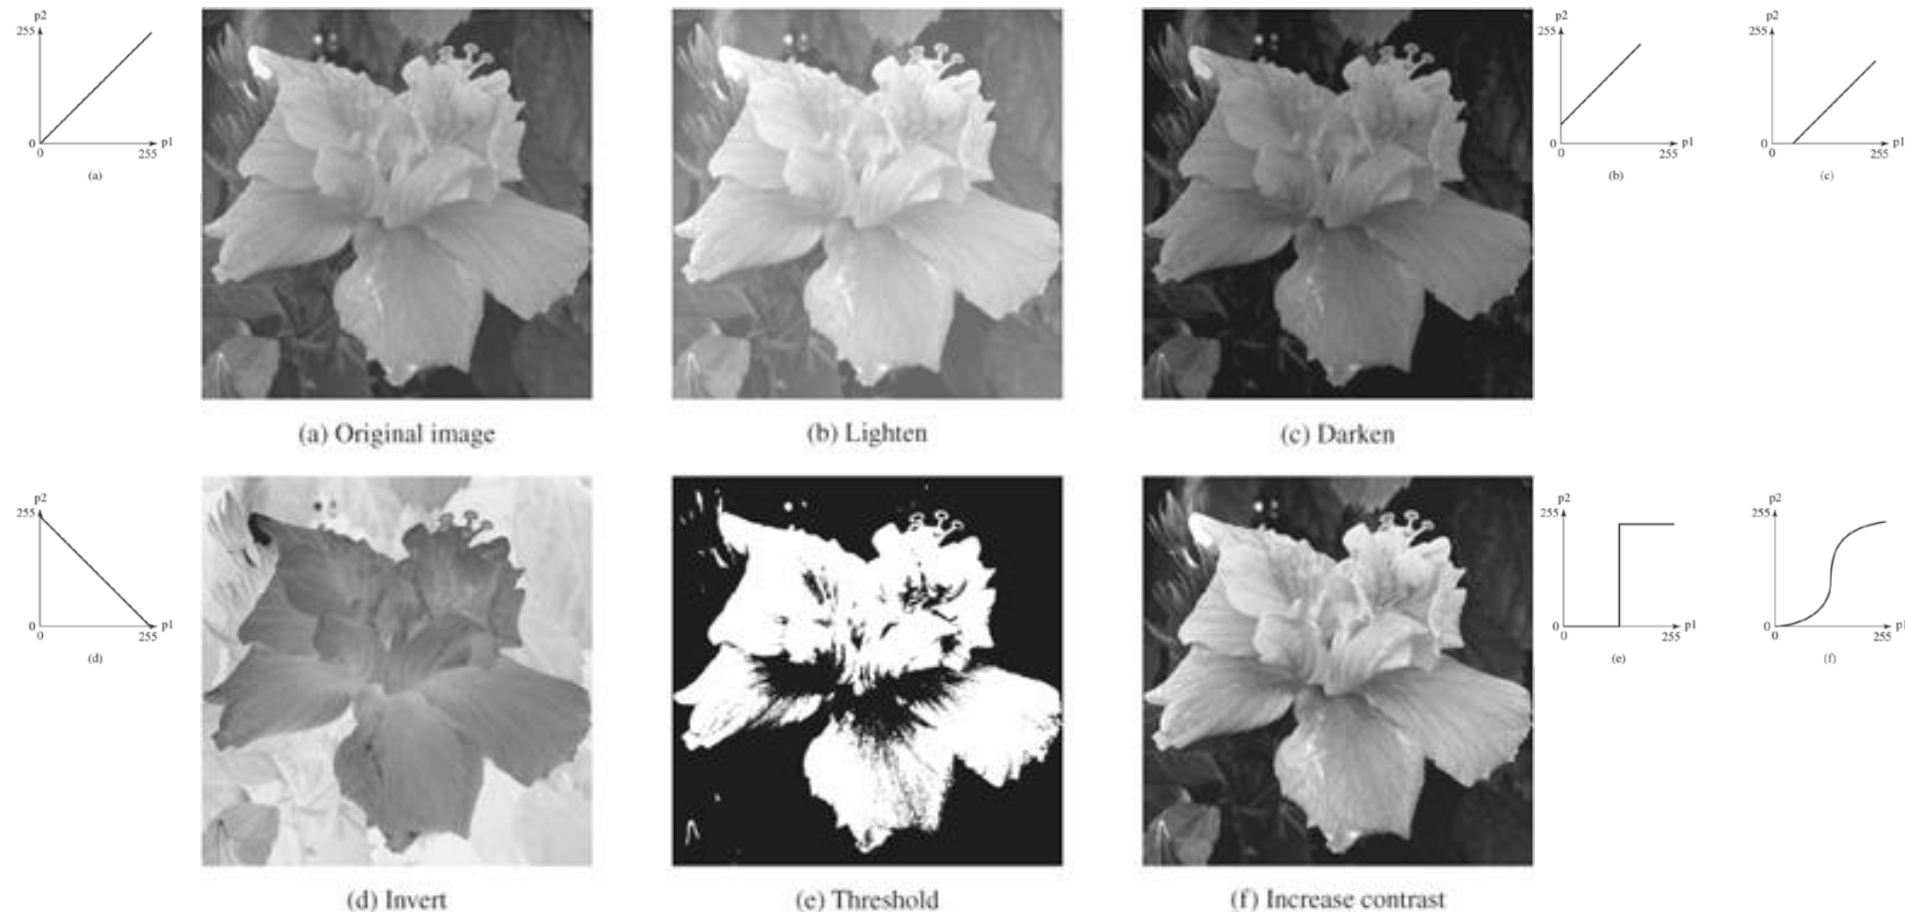 p2
255
0
0
255
p1
(a)
(a) Original image
(b) Lighten
(c) Darken
p2
255
0
0
255
p1
(b)
p2
255
0
0
255
p1
(c)
p2
255
0
0
255
p1
(d)
(d) Invert
(e) Threshold
(f) Increase contrast
p2
255
0
0
255
p1
(e)
p2
255
0
0
255
p1
(f)